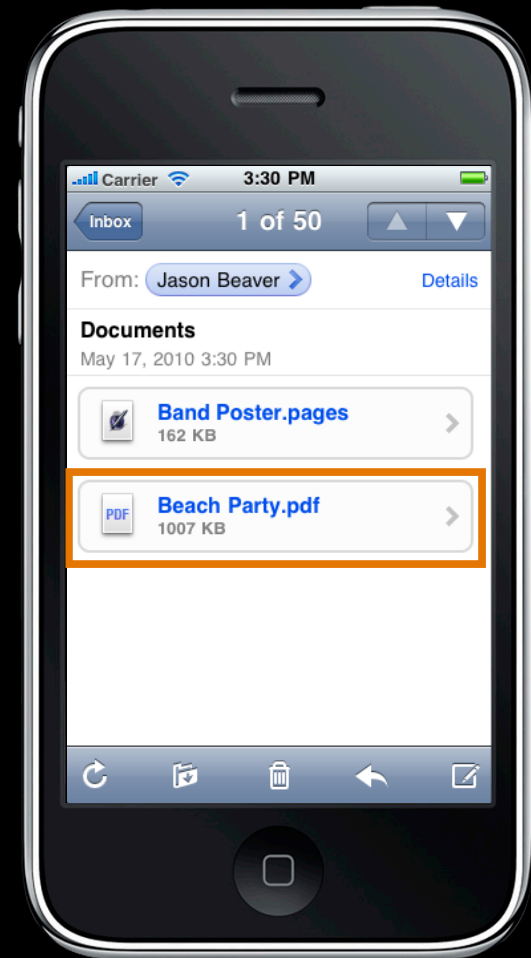 Carrier 3:30 PM
Inbox 1 of 50
From: Jason Beaver Details
Documents
May 17, 2010 3:30 PM
Band Poster.pages
162 KB
PDF Beach Party.pdf
1007 KB